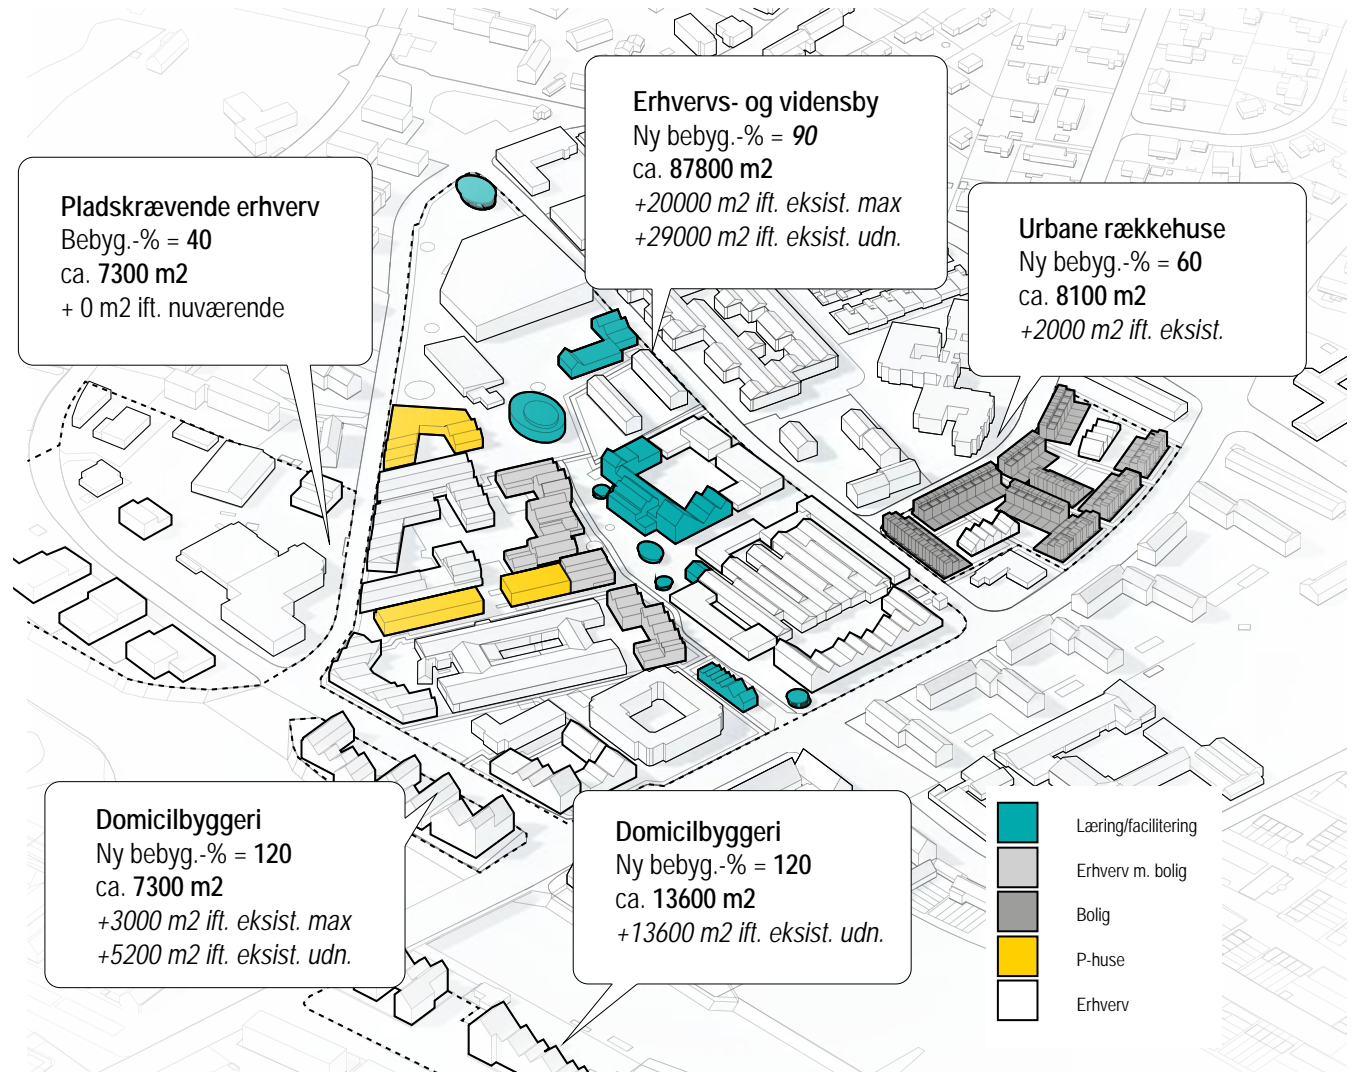 Erhvervs- og vidensby
Ny bebyg.-% = 90
ca. 87800 m2
+20000 m2 ift. eksist. max
+29000 m2 ift. eksist. udn.
Pladskrævende erhverv
Bebyg.-% = 40
ca. 7300 m2
+ 0 m2 ift. nuværende
Urbane rækkehuse
Ny bebyg.-% = 60
ca. 8100 m2
+2000 m2 ift. eksist.
Domicilbyggeri
Ny bebyg.-% = 120
ca. 7300 m2
+3000 m2 ift. eksist. max
+5200 m2 ift. eksist. udn.
Domicilbyggeri
Ny bebyg.-% = 120
ca. 13600 m2
+13600 m2 ift. eksist. udn.
Læring/facilitering
Erhverv m. bolig
Bolig
P-huse
Erhverv